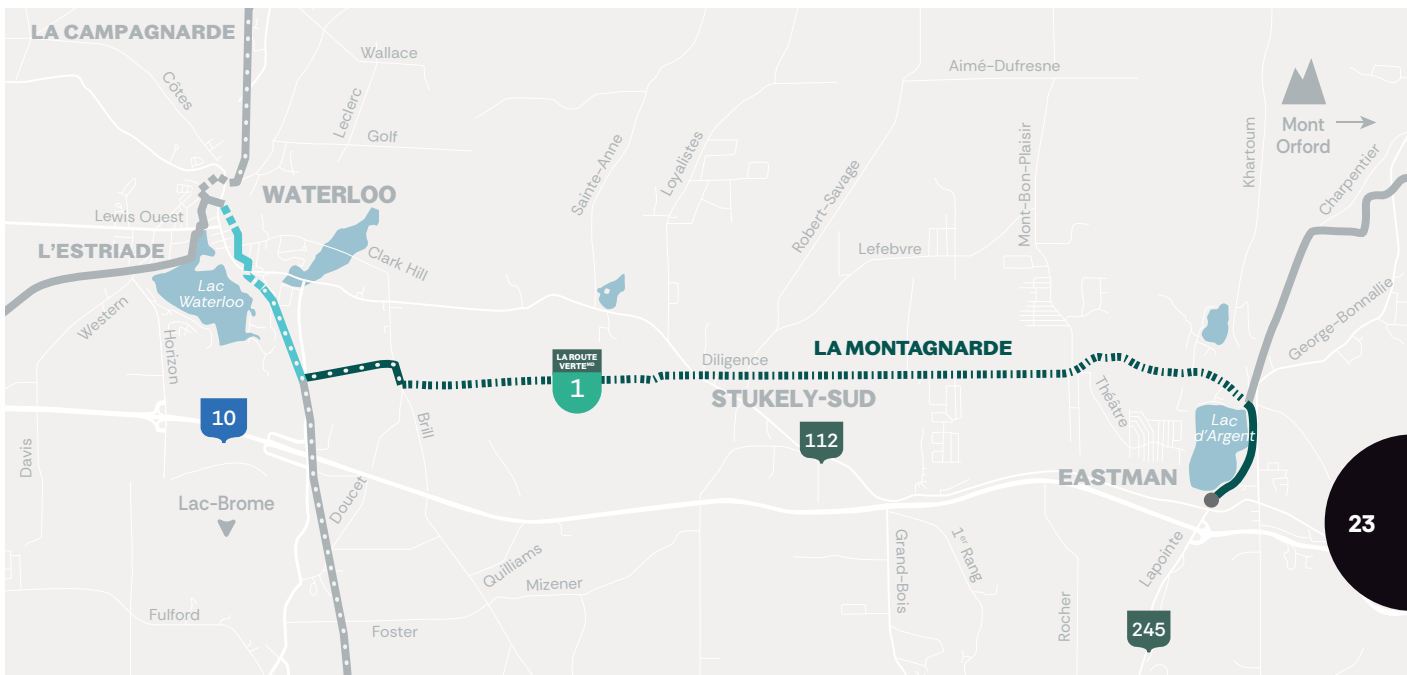 LA CAMPAGNARDE
Wallace
Aimé-Dufresne
Côtes
Leclerc
Golf
Mont
Orford
Khartoum
Charpentier
Sainte-Anne
Loyalistes
Robert-Savage
Mont-Bon-Plaisir
WATERLOO
Lewis Ouest
L'ESTRIADE
Clark Hill
Lefebvre
Lac
Waterloo
Western
Horizon
George-Bonnallie
LA MONTAGNARDE
LA ROUTE
VERTEMD
1
Diligence
STUKELY-SUD
Théâtre
10
Brill
112
Lac
d'Argent
Davis
EASTMAN
Lac-Brome
Doucet
23
Quilliams
Mizener
Grand-Bois
1er Rang
Lapointe
Rocher
Fulford
Foster
245